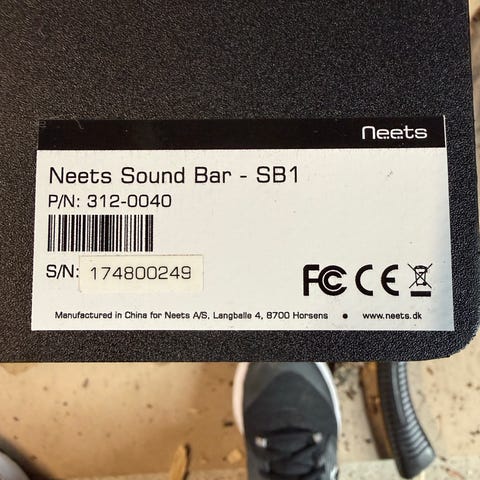 Neets
Neets Sound Bar - SB1
P/N: 312-0040
S/N: 174800249
FC CE
Manufactured in China for Neets A/S, Langballe 4, 8700 Horsens • www.neets.dk